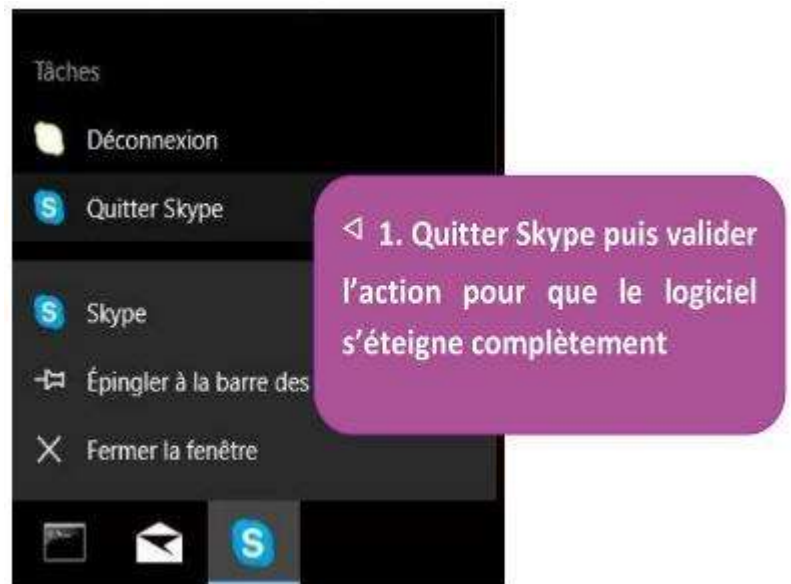 Tâches
Déconnexion
Quitter Skype
◁ 1. Quitter Skype puis valider
l’action pour que le logiciel
s’éteigne complètement
Skype
Épingler à la barre des
Fermer la fenêtre